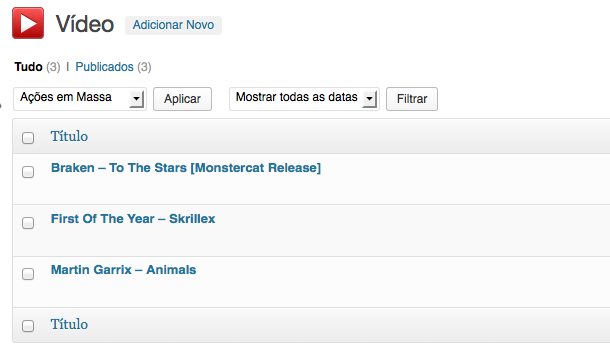 Vídeo Adicionar Novo
Tudo (3) | Publicados (3)
Ações em Massa Aplicar Mostrar todas as datas Filtrar
Título
Braken – To The Stars [Monstercat Release]
First Of The Year – Skrillex
Martin Garrix – Animals
Título